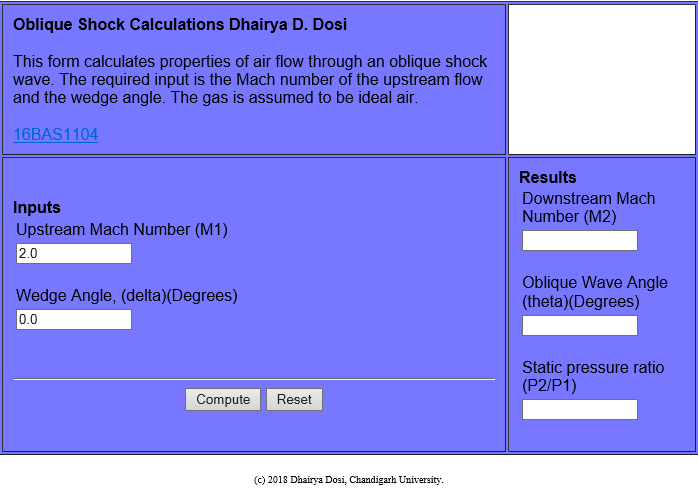 Oblique Shock Calculations Dhairya D. Dosi
This form calculates properties of air flow through an oblique shock
wave. The required input is the Mach number of the upstream flow
and the wedge angle. The gas is assumed to be ideal air.
16BAS1104
Inputs
Upstream Mach Number (M1)
2.0
Wedge Angle, (delta)(Degrees)
0.0
Compute Reset
Results
Downstream Mach
Number (M2)
Oblique Wave Angle
(theta)(Degrees)
Static pressure ratio
(P2/P1)
(c) 2018 Dhairya Dosi, Chandigarh University.